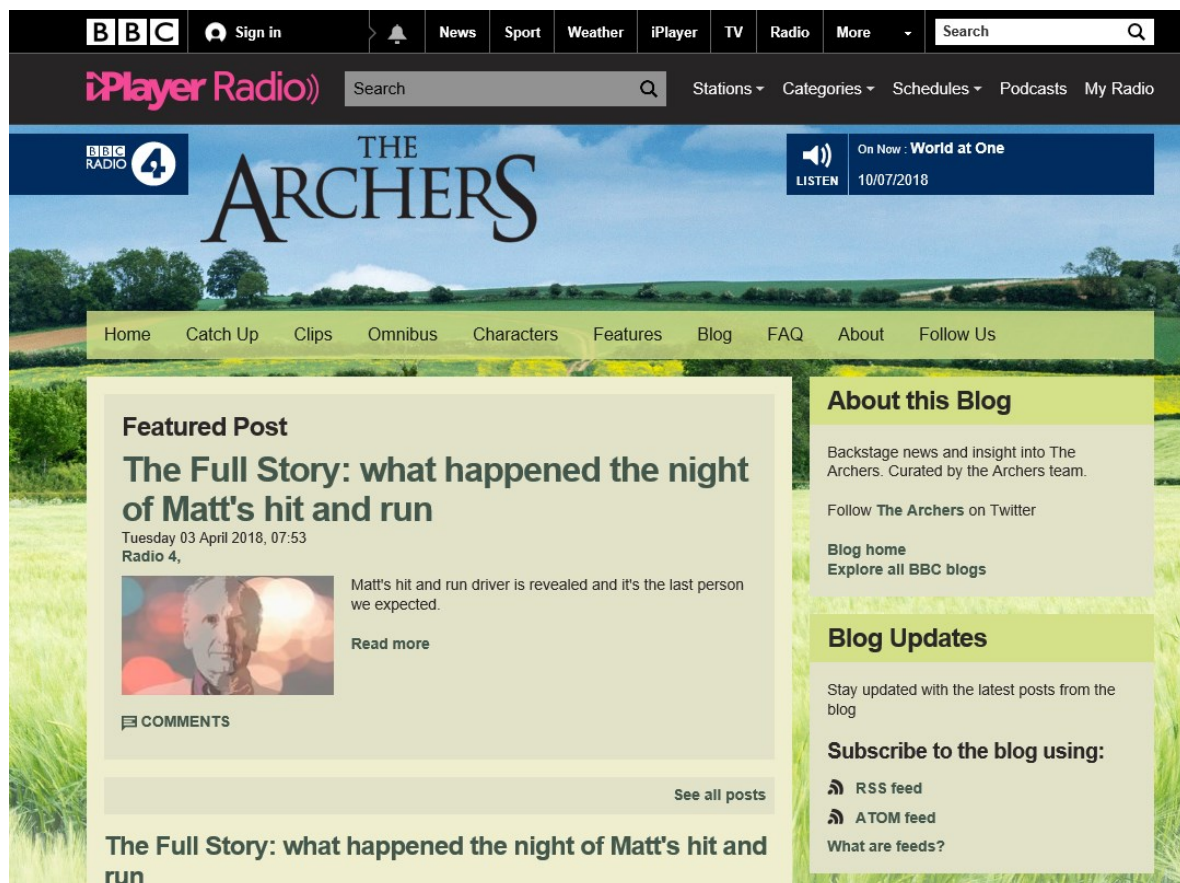 BBC Sign in News Sport Weather iPlayer TV Radio More Search
iPlayer Radio Search Stations Categories Schedules Podcasts My Radio
BBC RADIO 4
THE
ARCHERS
LISTEN
On Now : World at One
10/07/2018
Home Catch Up Clips Omnibus Characters Features Blog FAQ About Follow Us
Featured Post
The Full Story: what happened the night
of Matt's hit and run
Tuesday 03 April 2018, 07:53
Radio 4,
Matt's hit and run driver is revealed and it's the last person
we expected.
Read more
COMMENTS
See all posts
The Full Story: what happened the night of Matt's hit and
run
About this Blog
Backstage news and insight into The
Archers. Curated by the Archers team.
Follow The Archers on Twitter
Blog home
Explore all BBC blogs
Blog Updates
Stay updated with the latest posts from the
blog
Subscribe to the blog using:
RSS feed
ATOM feed
What are feeds?